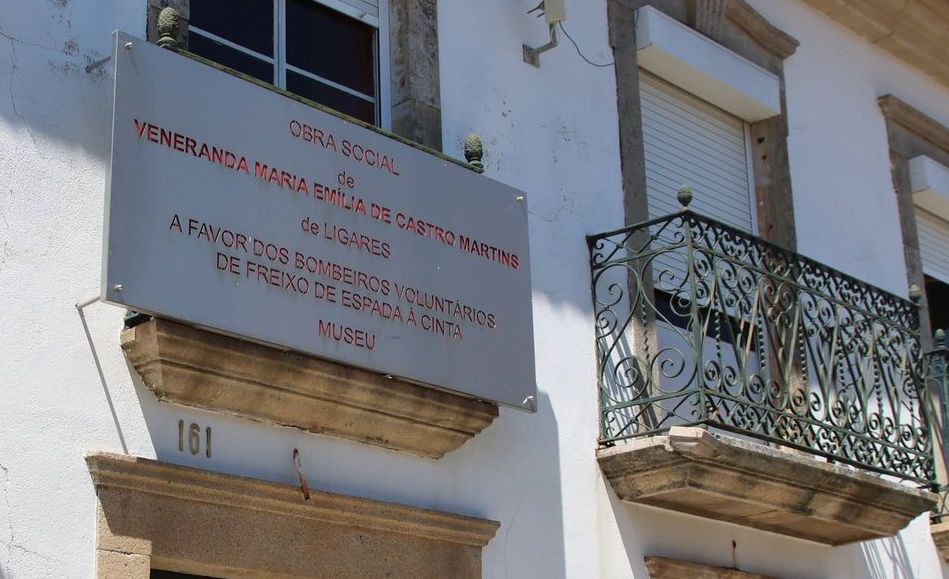 OBRA SOCIAL
de
VENERANDA MARIA EMÍLIA DE CASTRO MARTINS
de LIGARES
A FAVOR DOS BOMBEIROS VOLUNTÁRIOS
DE FREIXO DE ESPADA À CINTA
MUSEU
161